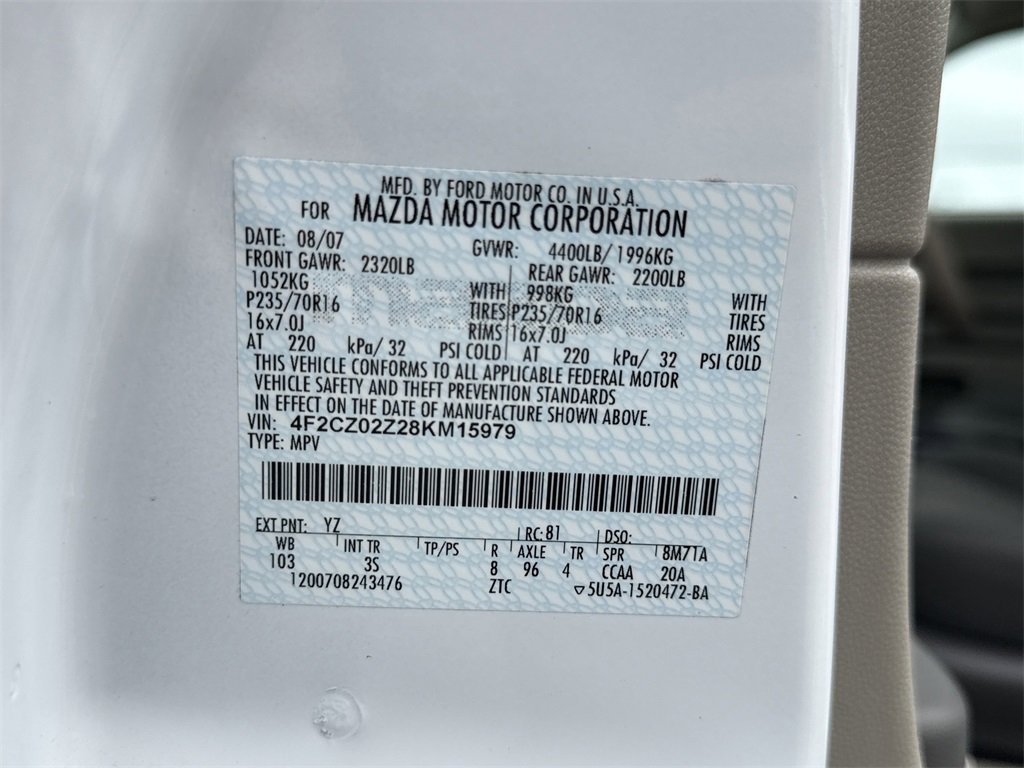 MFD. BY FORD MOTOR CO. IN U.S.A.
FOR MAZDA MOTOR CORPORATION
DATE: 08/07 GVWR: 4400LB/ 1996KG
FRONT GAWR: 2320LB REAR GAWR: 2200LB
1052KG WITH 998KG WITH
P235/70R16 TIRES P235/70R16 TIRES
16x7.0J RIMS 16x7.0J RIMS
AT 220 kPa/ 32 PSI COLD AT 220 kPa/ 32 PSI COLD
THIS VEHICLE CONFORMS TO ALL APPLICABLE FEDERAL MOTOR
VEHICLE SAFETY AND THEFT PREVENTION STANDARDS
IN EFFECT ON THE DATE OF MANUFACTURE SHOWN ABOVE.
VIN: 4F2CZ02Z28KM15979
TYPE: MPV
EXT PNT: YZ RC: 81 DSO:
WB INT TR TP/PS R AXLE TR SPR 8M71A
103 3S 8 96 4 CCAA 20A
1200708243476 ZTC ▽5U5A-1520472-BA